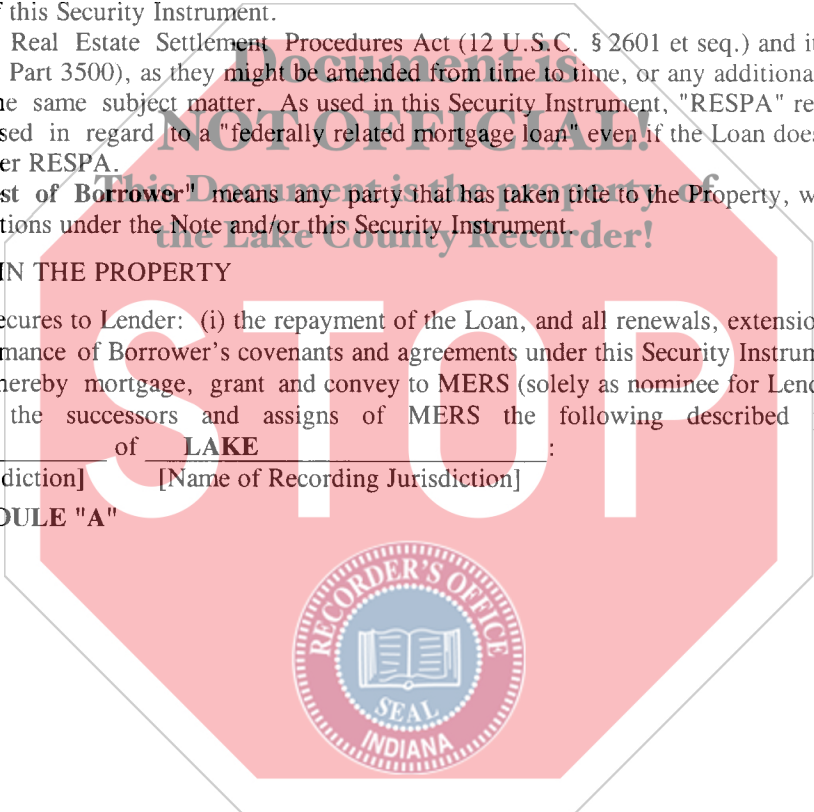 f this Security Instrument.
Real Estate Settlement Procedures Act (12 U.S.C. § 2601 et seq.) and it
Part 3500), as they might be amended from time to time, or any additiona
ne same subject matter. As used in this Security Instrument, "RESPA" re
sed in regard to a "federally related mortgage loan" even if the Loan does
er RESPA.
st of Borrower" means any party that has taken title to the Property, w
tions under the Note and/or this Security Instrument.
Document is
NOT OFFICIAL!
This Document is the property of
the Lake County Recorder!
IN THE PROPERTY
ecures to Lender: (i) the repayment of the Loan, and all renewals, extensio
mance of Borrower's covenants and agreements under this Security Instrum
hereby mortgage, grant and convey to MERS (solely as nominee for Lend
the successors and assigns of MERS the following described
of LAKE :
diction] [Name of Recording Jurisdiction]
DULE "A"
STOP
RECORDER'S OFFICE
SEAL
INDIANA